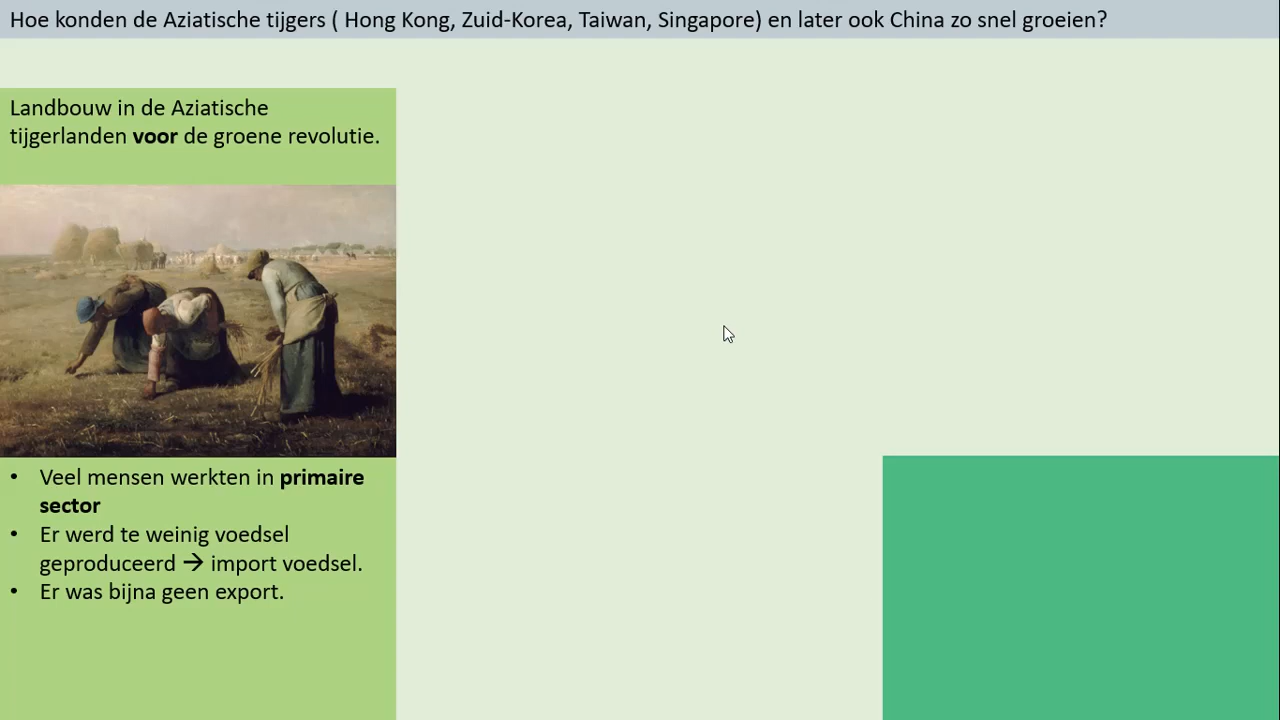 Hoe konden de Aziatische tijgers ( Hong Kong, Zuid-Korea, Taiwan, Singapore) en later ook China zo snel groeien?
Landbouw in de Aziatische
tijgerlanden voor de groene revolutie.
• Veel mensen werkten in primaire
sector
• Er werd te weinig voedsel
geproduceerd → import voedsel.
• Er was bijna geen export.